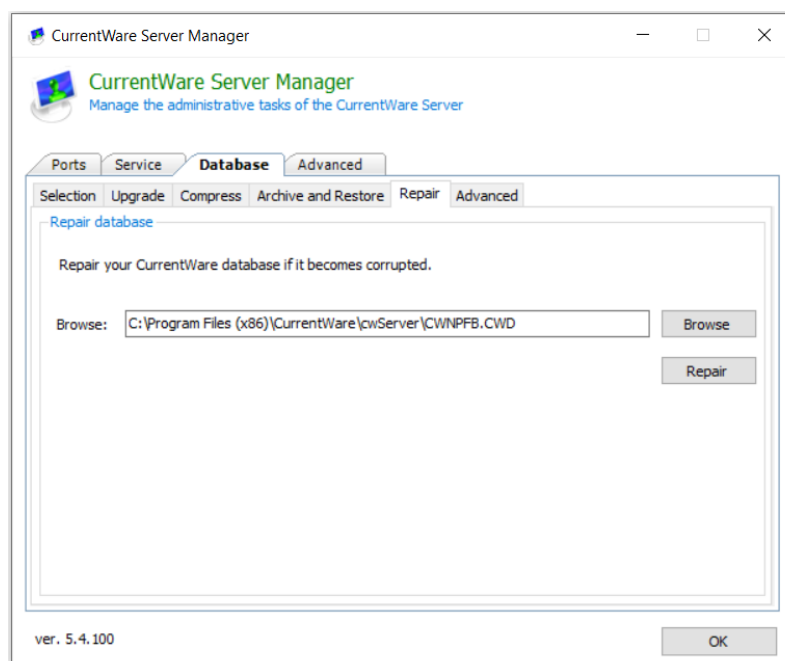 CurrentWare Server Manager
CurrentWare Server Manager
Manage the administrative tasks of the CurrentWare Server
Ports Service Database Advanced
Selection Upgrade Compress Archive and Restore Repair Advanced
Repair database
Repair your CurrentWare database if it becomes corrupted.
Browse: C:\Program Files (x86)\CurrentWare\cwServer\CWNPFB.CWD Browse
Repair
ver. 5.4.100 OK